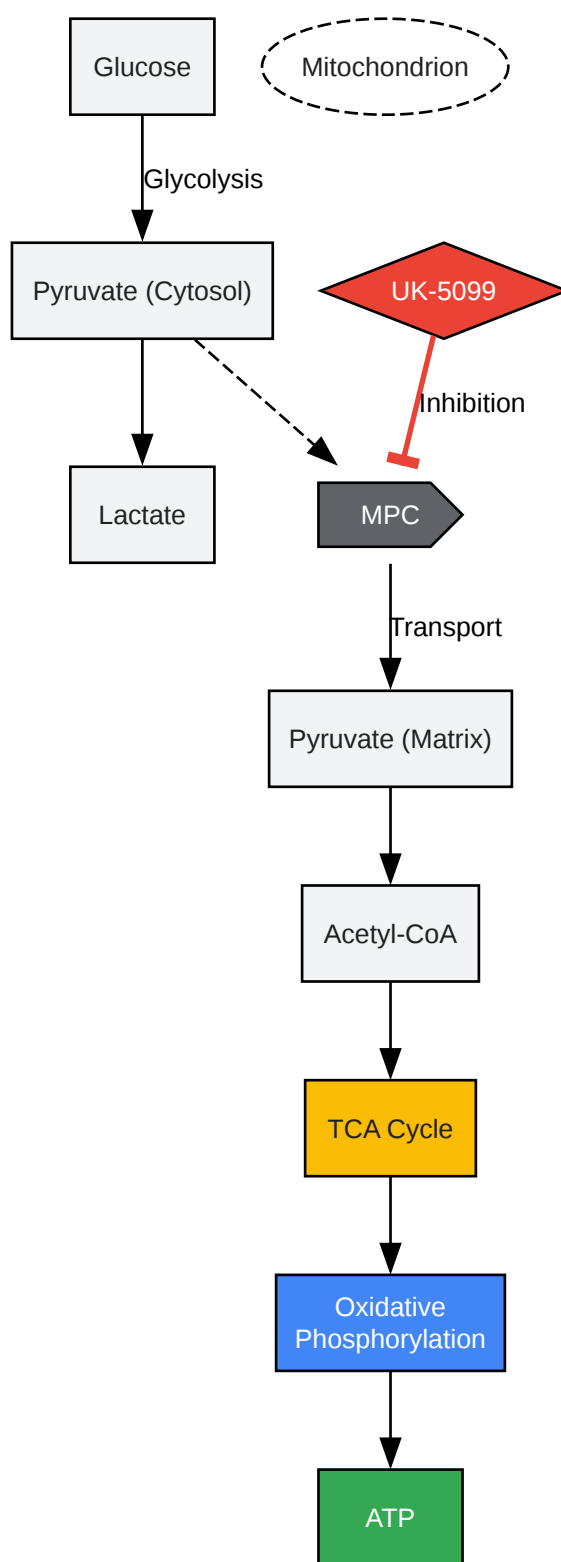 Glucose
Mitochondrion
Glycolysis
Pyruvate (Cytosol)
UK-5099
Inhibition
Lactate
MPC
Transport
Pyruvate (Matrix)
Acetyl-CoA
TCA Cycle
Oxidative
Phosphorylation
ATP